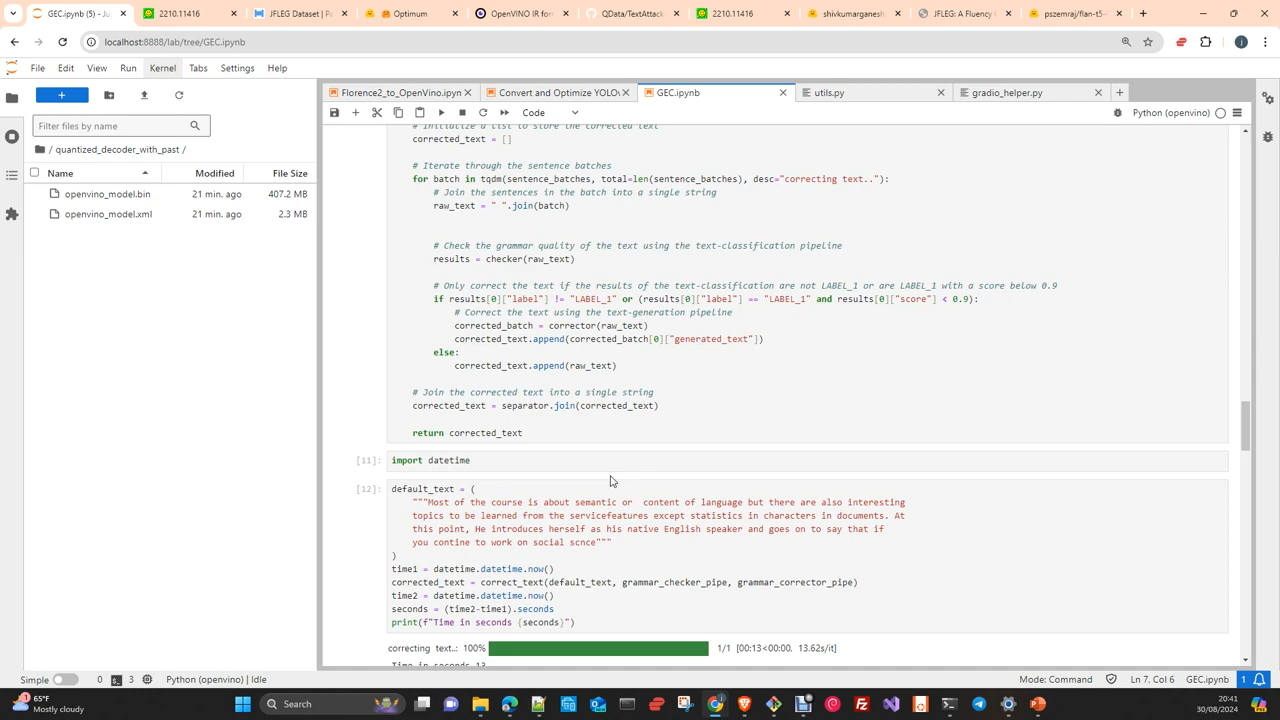 GEC.ipynb (5) - Ju
2210.11416
JFLEG Dataset | Pa
Optimum
OpenVINO IR for
QData/TextAttack
2210.11416
shivkumarganesh
JFLEG: A Fluency C
pszemraj/flan-t5-
localhost:8888/lab/tree/GEC.ipynb
File Edit View Run Kernel Tabs Settings Help
Florence2_to_OpenVino.ipyn
Convert and Optimize YOLOv
GEC.ipynb
utils.py
gradio_helper.py
Code
Python (openvino)
Filter files by name
/ quantized_decoder_with_past /
Name Modified File Size
openvino_model.bin 21 min. ago 407.2 MB
openvino_model.xml 21 min. ago 2.3 MB
# Initialize a list to store the corrected text
corrected_text = []
# Iterate through the sentence batches
for batch in tqdm(sentence_batches, total=len(sentence_batches), desc="correcting text.."):
# Join the sentences in the batch into a single string
raw_text = " ".join(batch)
# Check the grammar quality of the text using the text-classification pipeline
results = checker(raw_text)
# Only correct the text if the results of the text-classification are not LABEL_1 or are LABEL_1 with a score below 0.9
if results[0]["label"] != "LABEL_1" or (results[0]["label"] == "LABEL_1" and results[0]["score"] < 0.9):
# Correct the text using the text-generation pipeline
corrected_batch = corrector(raw_text)
corrected_text.append(corrected_batch[0]["generated_text"])
else:
corrected_text.append(raw_text)
# Join the corrected text into a single string
corrected_text = separator.join(corrected_text)
return corrected_text
[11]: import datetime
[12]: default_text = (
"""Most of the course is about semantic or  content of language but there are also interesting
topics to be learned from the servicefeatures except statistics in characters in documents. At
this point, He introduces herself as his native English speaker and goes on to say that if
you contine to work on social scnce"""
)
time1 = datetime.datetime.now()
corrected_text = correct_text(default_text, grammar_checker_pipe, grammar_corrector_pipe)
time2 = datetime.datetime.now()
seconds = (time2-time1).seconds
print(f"Time in seconds {seconds}")
correcting text..: 100% 1/1 [00:13<00:00, 13.62s/it]
Time in seconds 13
Simple 0 3 Python (openvino) | Idle Mode: Command Ln 7, Col 6 GEC.ipynb 1
65°F
Mostly cloudy
Search
20:41
30/08/2024